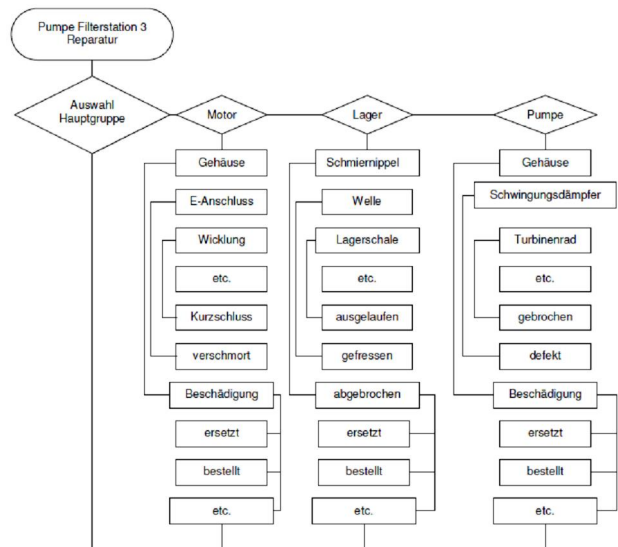 Pumpe Filterstation 3
Reparatur
Auswahl
Hauptgruppe
Motor
Lager
Pumpe
Gehäuse
Schmiernippel
Gehäuse
E-Anschluss
Welle
Schwingungsdämpfer
Wicklung
Lagerschale
Turbinenrad
etc.
etc.
etc.
Kurzschluss
ausgelaufen
gebrochen
verschmort
gefressen
defekt
Beschädigung
abgebrochen
Beschädigung
ersetzt
ersetzt
ersetzt
bestellt
bestellt
bestellt
etc.
etc.
etc.